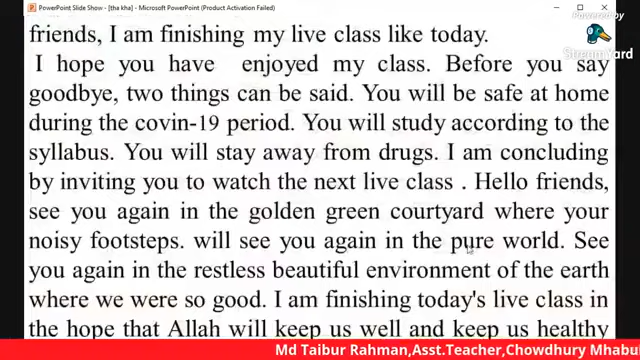 PowerPoint Slide Show - [tha kha] - Microsoft PowerPoint (Product Activation Failed)
Powered by
StreamYard
friends, I am finishing my live class like today.
I hope you have enjoyed my class. Before you say
goodbye, two things can be said. You will be safe at home
during the covin-19 period. You will study according to the
syllabus. You will stay away from drugs. I am concluding
by inviting you to watch the next live class . Hello friends,
see you again in the golden green courtyard where your
noisy footsteps. will see you again in the pure world. See
you again in the restless beautiful environment of the earth
where we were so good. I am finishing today's live class in
the hope that Allah will keep us well and keep us healthy
Md Taibur Rahman,Asst.Teacher,Chowdhury Mhabu